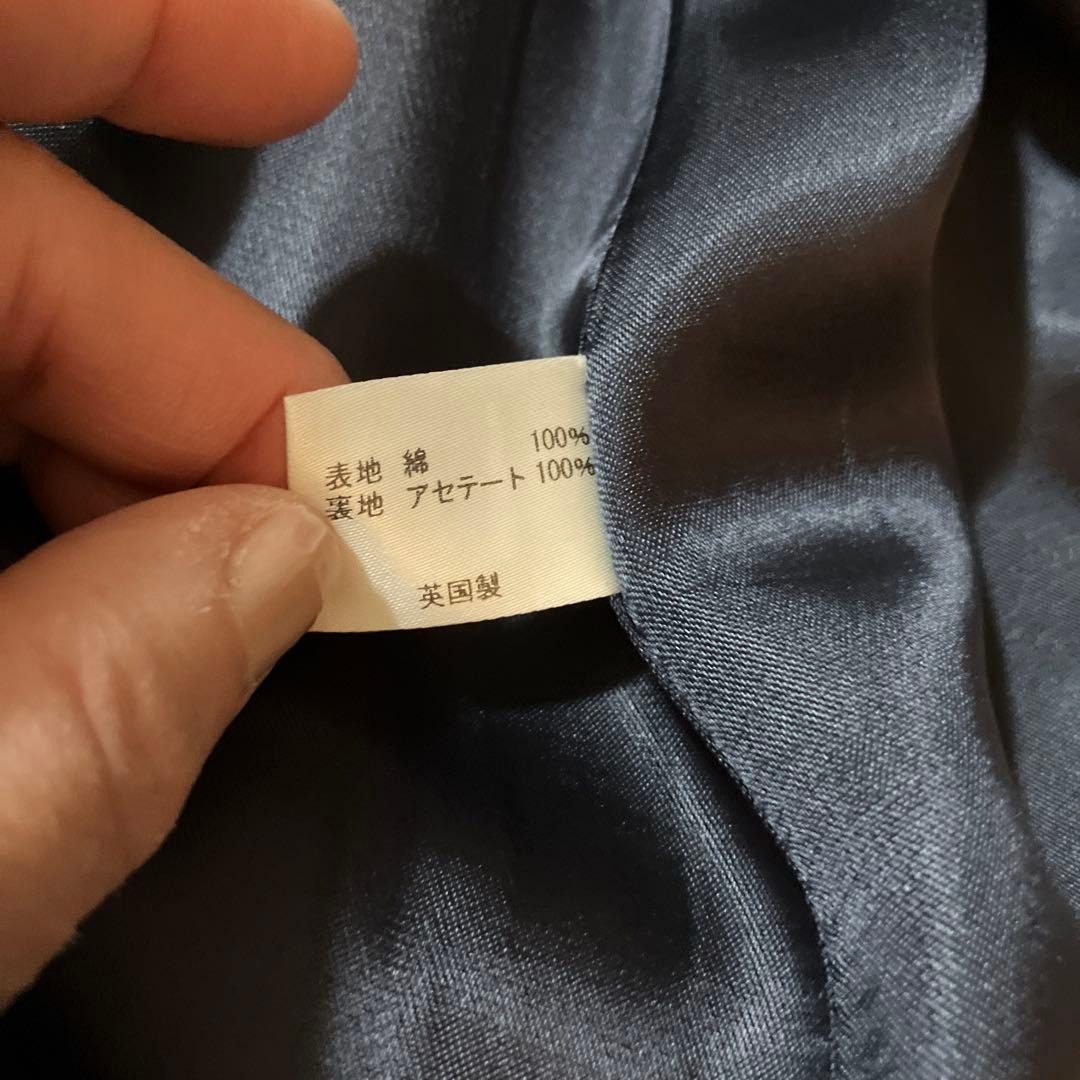 表地 綿 100%
裏地 アセテート 100%
英国製